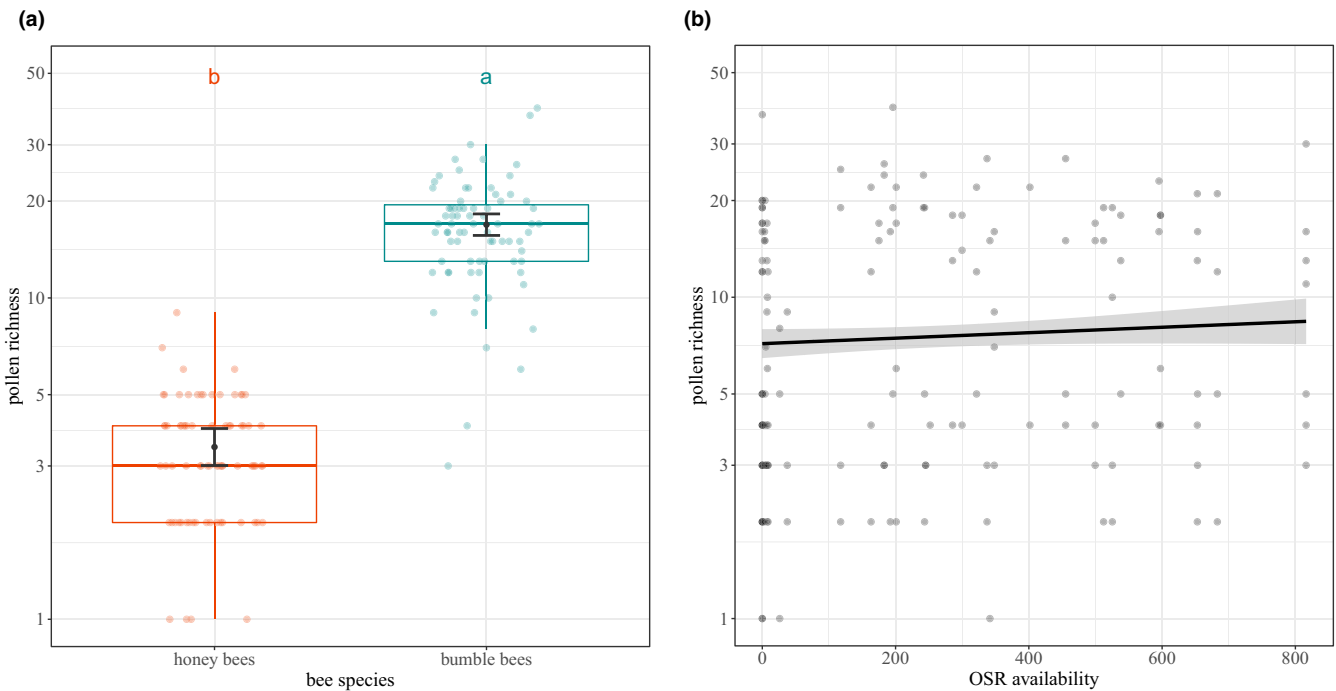 (a)
b
a
50
30
20
10
5
3
1
pollen richness
honey bees
bumble bees
bee species
(b)
50
30
20
10
5
3
1
pollen richness
0
200
400
600
800
OSR availability